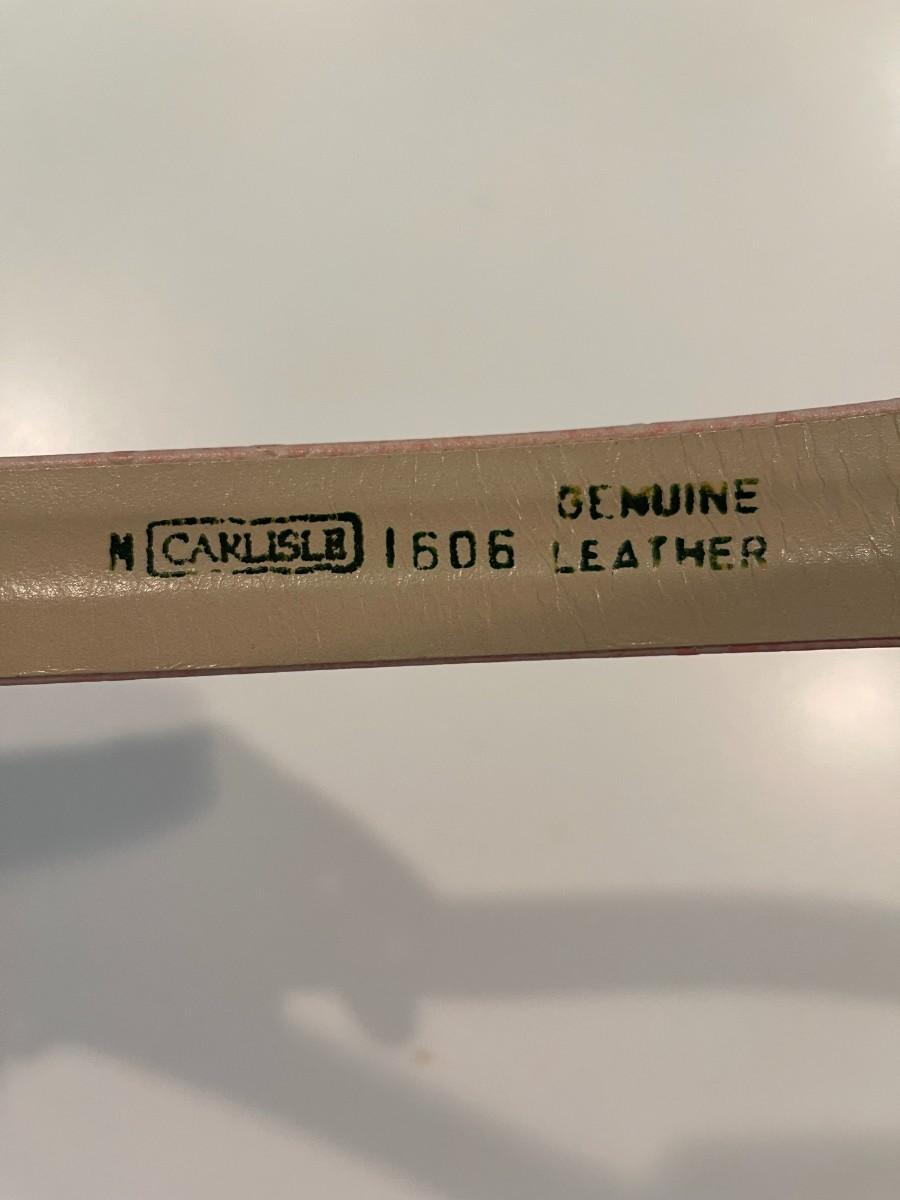 M CARLISLE 1606 GENUINE
LEATHER